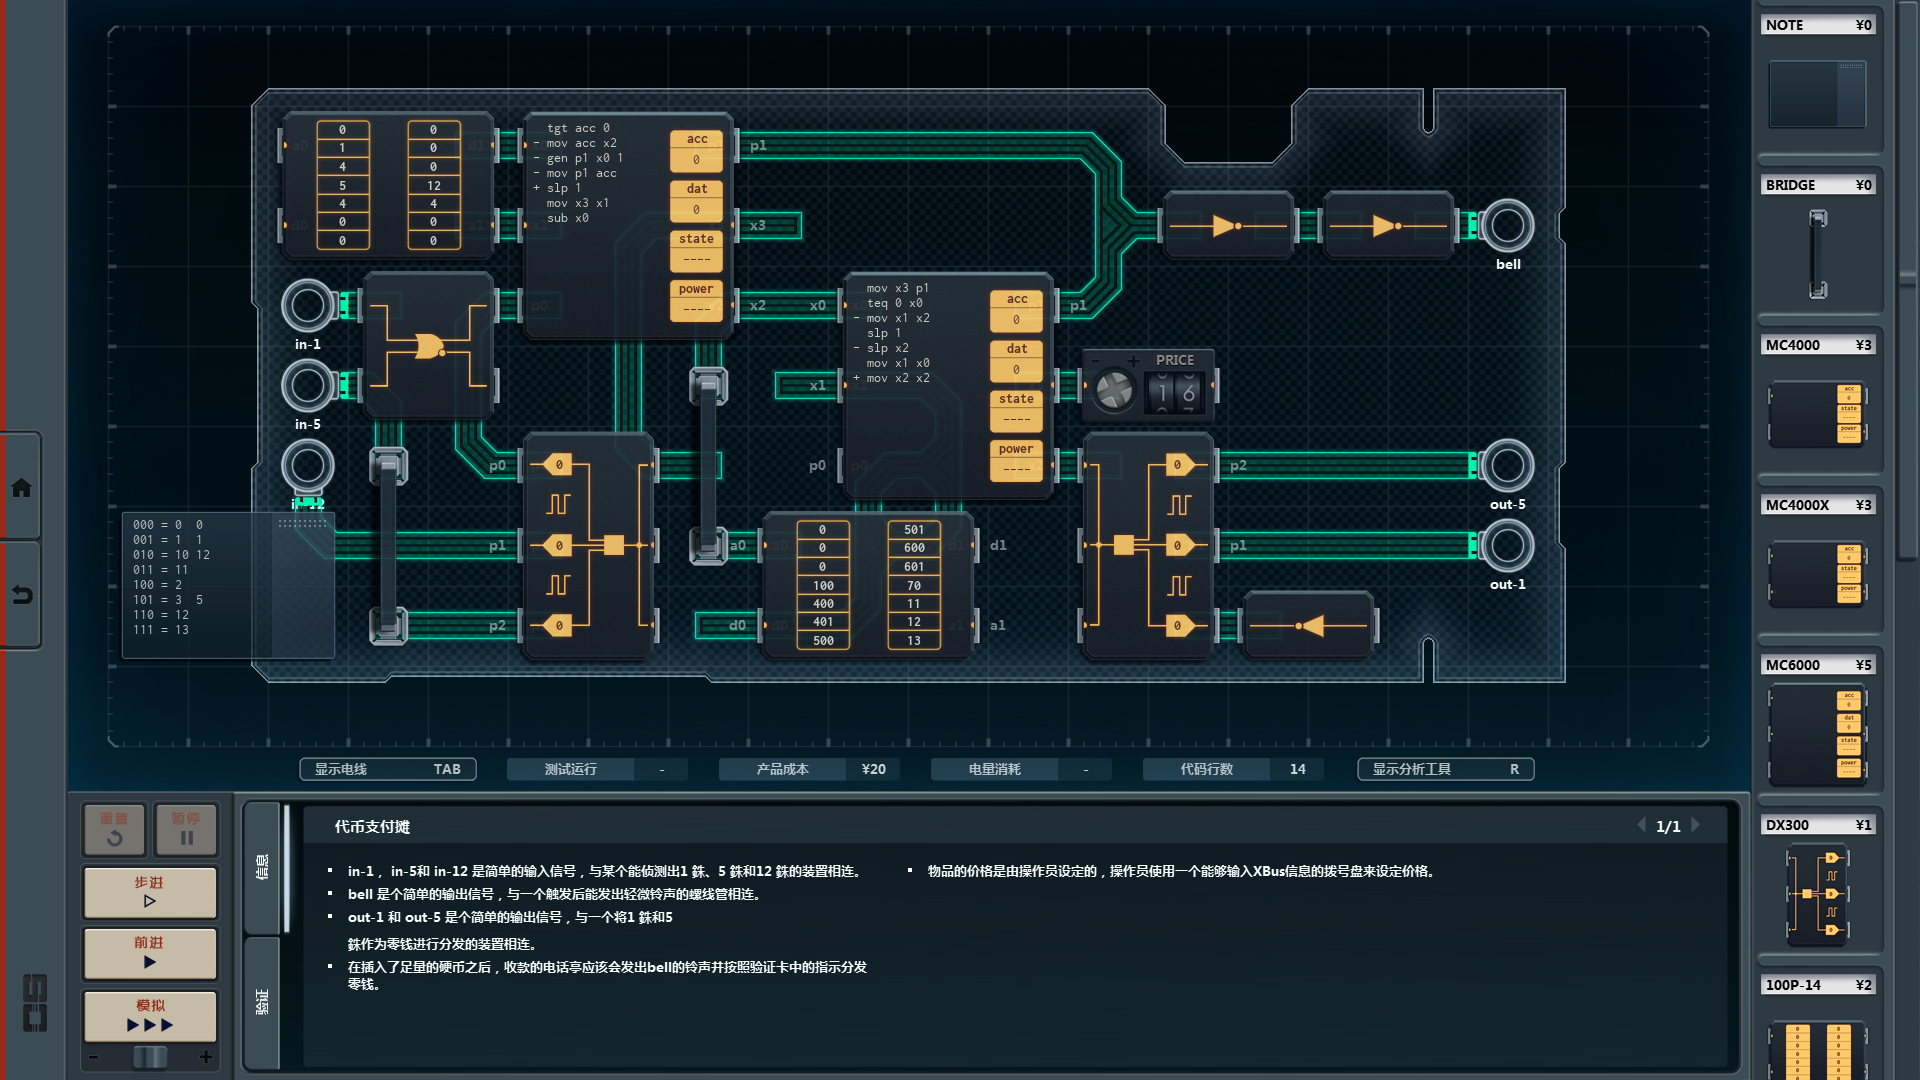 NOTE ¥0
BRIDGE ¥0
MC4000 ¥3
MC4000X ¥3
MC6000 ¥5
DX300 ¥1
100P-14 ¥2
0 0
1 0
4 0
5 12
4 4
0 0
0 0
tgt acc 0
- mov acc x2
- gen p1 x0 1
- mov p1 acc
+ slp 1
mov x3 x1
sub x0
acc
0
dat
0
state
----
power
----
p1
x3
x2
x0
x1
p0
mov x3 p1
teq 0 x0
- mov x1 x2
slp 1
- slp x2
mov x1 x0
+ mov x2 x2
acc
0
dat
0
state
----
power
----
p1
bell
in-1
in-5
in-12
- + PRICE
16
000 = 0  0
001 = 1  1
010 = 10 12
011 = 11
100 = 2
101 = 3  5
110 = 12
111 = 13
p0
p1
p2
0
0
0
a0
d0
0 501
0 600
0 601
100 70
400 11
401 12
500 13
d1
a1
0
0
0
p2
p1
out-5
out-1
显示电线 TAB
测试运行 -
产品成本 ¥20
电量消耗 -
代码行数 14
显示分析工具 R
重置
暂停
步进
前进
模拟
- +
信息
验证
代币支付摊
1/1
▪ in-1，in-5和 in-12 是简单的输入信号，与某个能侦测出1 銖、5 銖和12 銖的装置相连。
▪ bell 是个简单的输出信号，与一个触发后能发出轻微铃声的螺线管相连。
▪ out-1 和 out-5 是个简单的输出信号，与一个将1 銖和5
銖作为零钱进行分发的装置相连。
▪ 在插入了足量的硬币之后，收款的电话亭应该会发出bell的铃声并按照验证卡中的指示分发
零钱。
▪ 物品的价格是由操作员设定的，操作员使用一个能够输入XBus信息的拨号盘来设定价格。